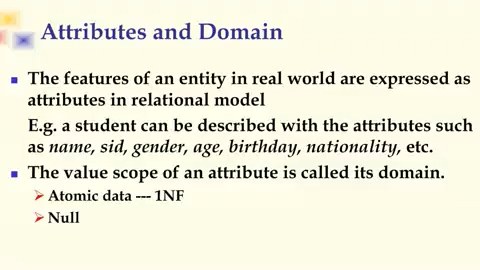 Attributes and Domain
The features of an entity in real world are expressed as
attributes in relational model
E.g. a student can be described with the attributes such
as name, sid, gender, age, birthday, nationality, etc.
The value scope of an attribute is called its domain.
Atomic data --- 1NF
Null